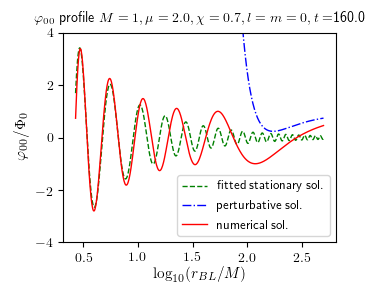 φ₀₀ profile M = 1, μ = 2.0, χ = 0.7, l = m = 0, t =160.0
φ₀₀/Φ₀
4
2
0
−2
−4
fitted stationary sol.
perturbative sol.
numerical sol.
0.5 1.0 1.5 2.0 2.5
log₁₀(r_BL/M)